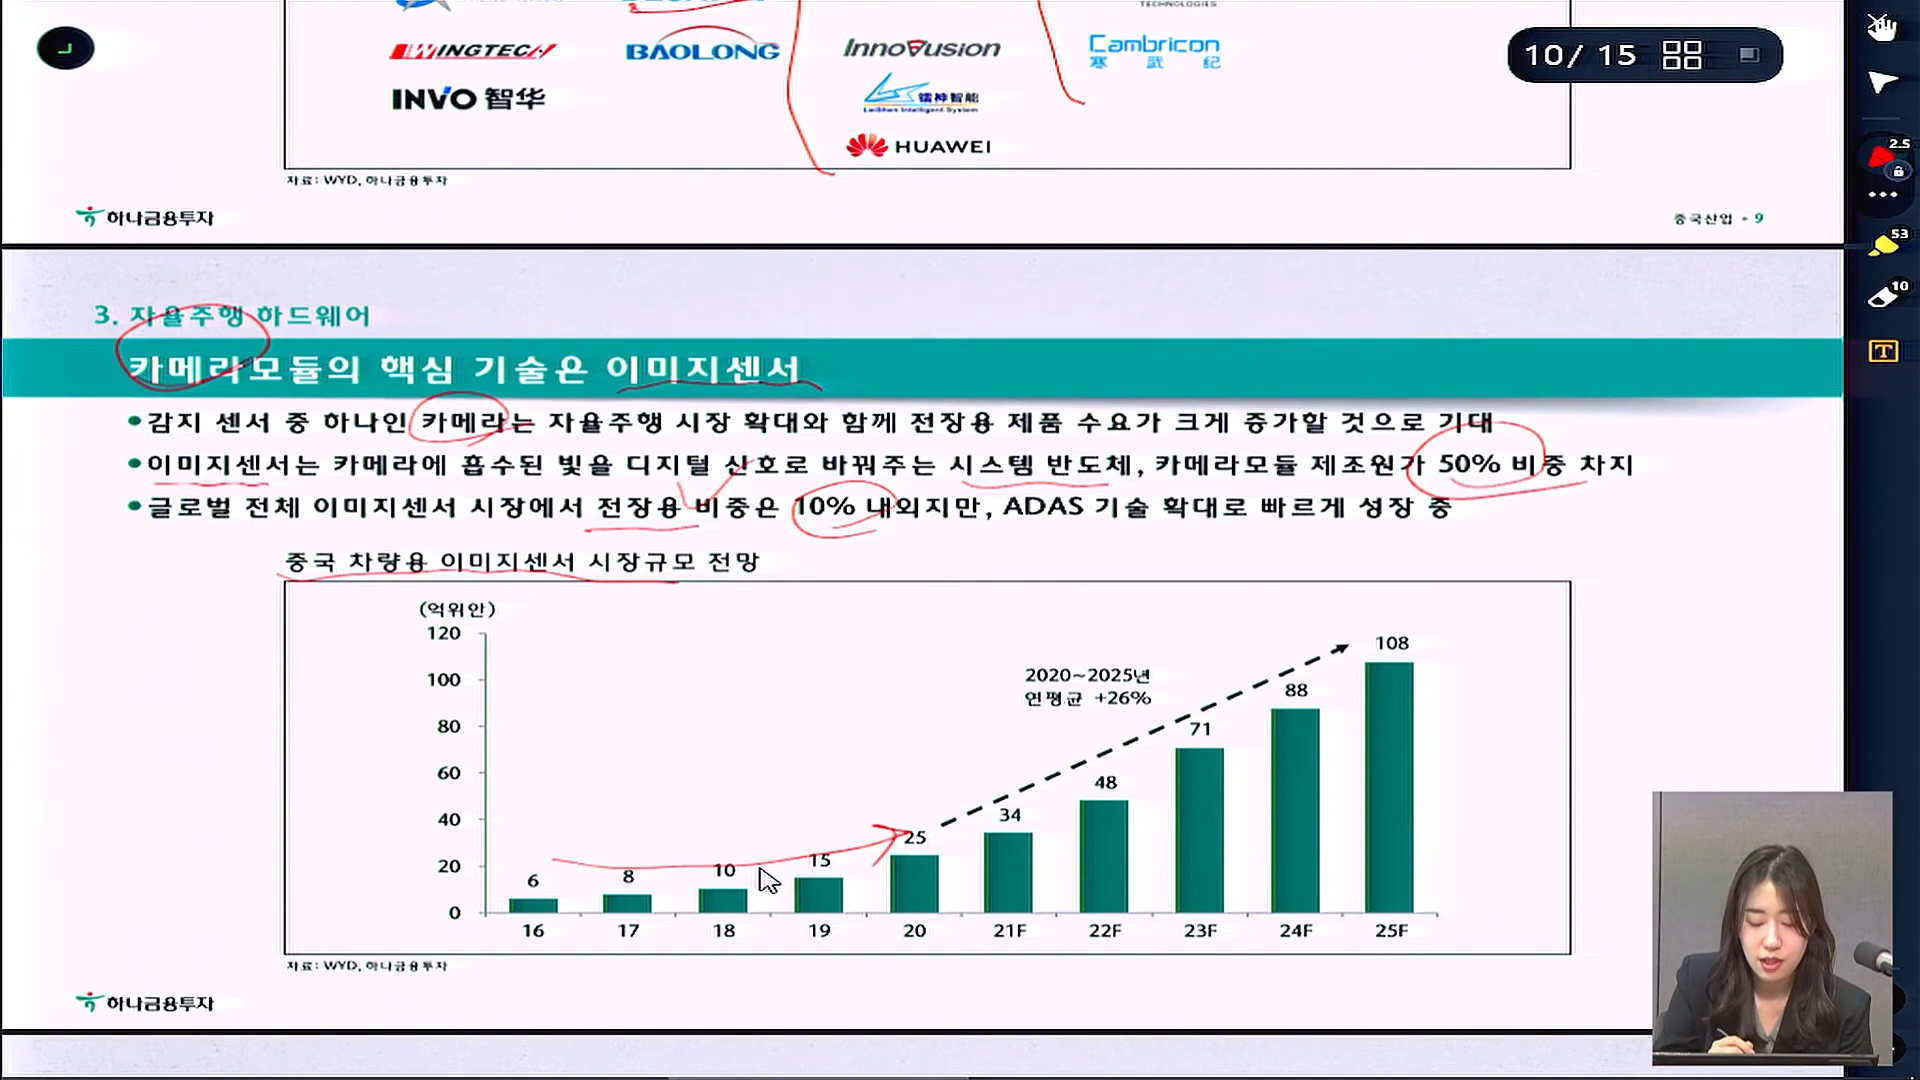 TECHNOLOGIES
WINGTECH
BAOLONG
InnoVusion
Cambricon
寒 武 纪
INVO 智华
镭神智能
LeiShen Intelligent System
HUAWEI
10/ 15
자료: WYD, 하나금융투자
하나금융투자
중국산업 • 9
2.5
53
10
T
3. 자율주행 하드웨어
카메라모듈의 핵심 기술은 이미지센서
•감지 센서 중 하나인 카메라는 자율주행 시장 확대와 함께 전장용 제품 수요가 크게 증가할 것으로 기대
•이미지센서는 카메라에 흡수된 빛을 디지털 신호로 바꿔주는 시스템 반도체, 카메라모듈 제조원가 50% 비중 차지
•글로벌 전체 이미지센서 시장에서 전장용 비중은 10% 내외지만, ADAS 기술 확대로 빠르게 성장 중
중국 차량용 이미지센서 시장규모 전망
(억위안)
120
100
80
60
40
20
0
2020~2025년
연평균 +26%
6
8
10
15
25
34
48
71
88
108
16 17 18 19 20 21F 22F 23F 24F 25F
자료: WYD, 하나금융투자
하나금융투자